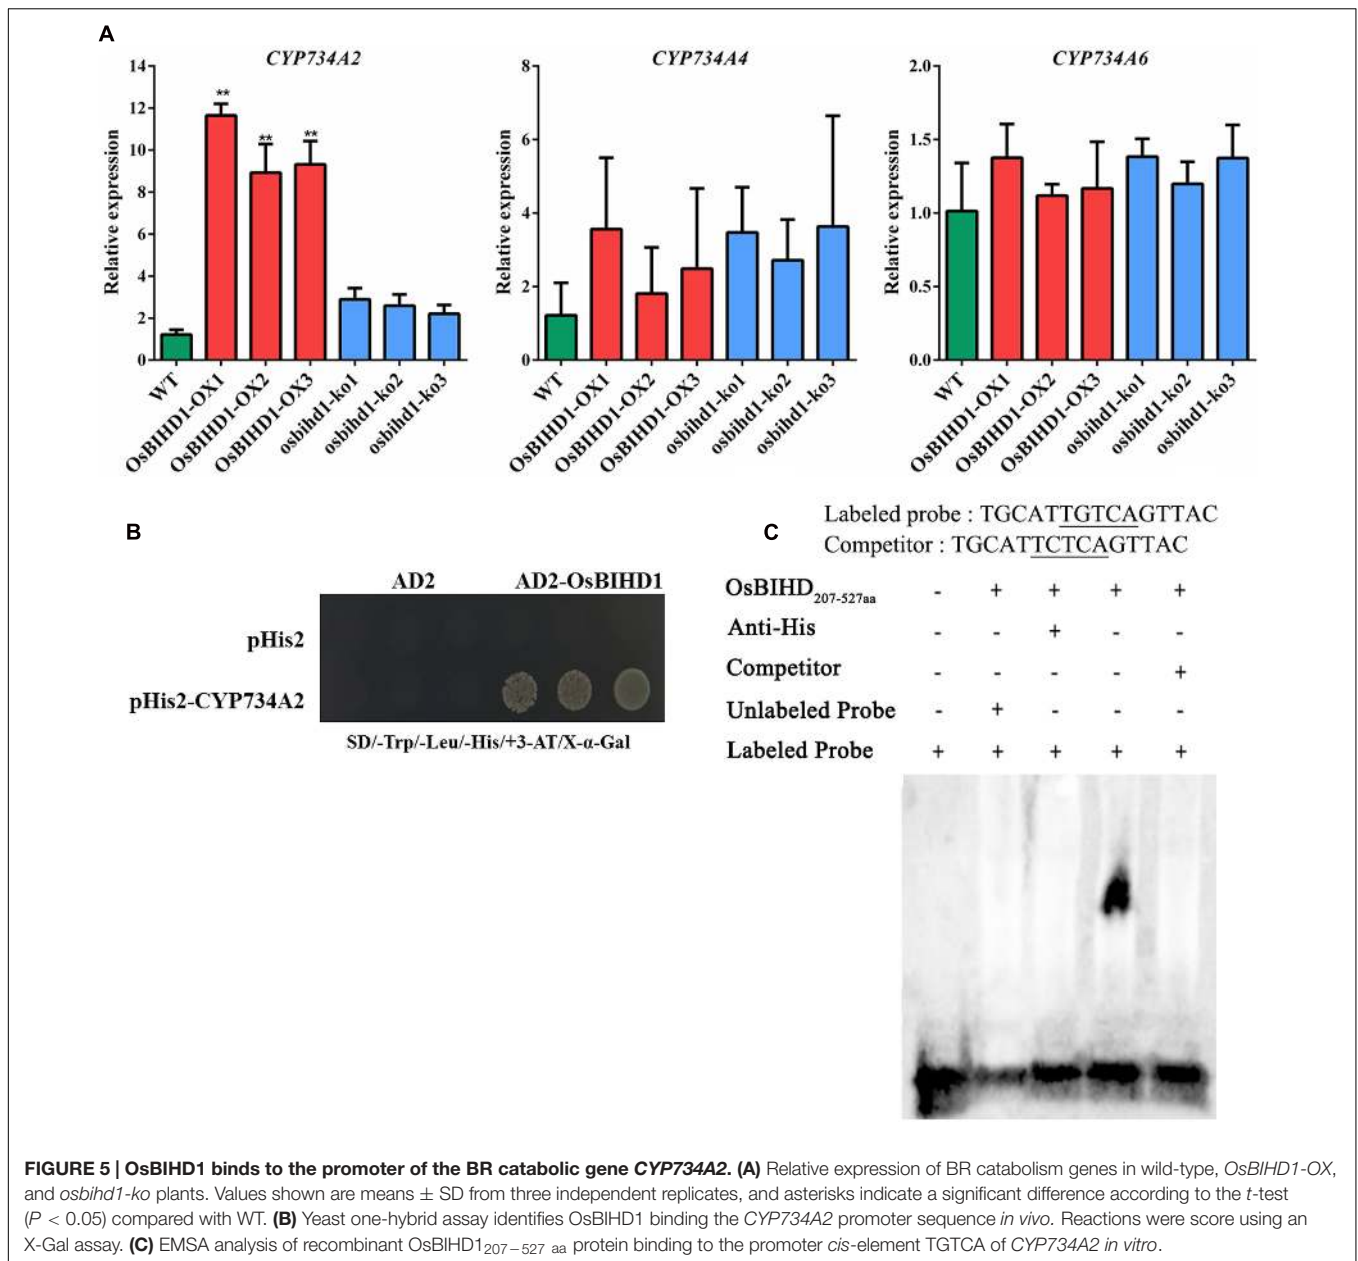 A
CYP734A2
14
12
10
8
6
4
2
0
Relative expression
**
**
**
WT
OsBIHD1-OX1
OsBIHD1-OX2
OsBIHD1-OX3
osbihd1-ko1
osbihd1-ko2
osbihd1-ko3
CYP734A4
8
6
4
2
0
Relative expression
WT
OsBIHD1-OX1
OsBIHD1-OX2
OsBIHD1-OX3
osbihd1-ko1
osbihd1-ko2
osbihd1-ko3
CYP734A6
2.0
1.5
1.0
0.5
0.0
Relative expression
WT
OsBIHD1-OX1
OsBIHD1-OX2
OsBIHD1-OX3
osbihd1-ko1
osbihd1-ko2
osbihd1-ko3
B
AD2 AD2-OsBIHD1
pHis2
pHis2-CYP734A2
SD/-Trp/-Leu/-His/+3-AT/X-α-Gal
C
Labeled probe : TGCATTGTCAGTTAC
Competitor : TGCATTCTCAGTTAC
OsBIHD207-527aa - + + + +
Anti-His - - + - -
Competitor - - - - +
Unlabeled Probe - + - - -
Labeled Probe + + + + +
FIGURE 5 | OsBIHD1 binds to the promoter of the BR catabolic gene CYP734A2. (A) Relative expression of BR catabolism genes in wild-type, OsBIHD1-OX,
and osbihd1-ko plants. Values shown are means ± SD from three independent replicates, and asterisks indicate a significant difference according to the t-test
(P < 0.05) compared with WT. (B) Yeast one-hybrid assay identifies OsBIHD1 binding the CYP734A2 promoter sequence in vivo. Reactions were score using an
X-Gal assay. (C) EMSA analysis of recombinant OsBIHD1207–527 aa protein binding to the promoter cis-element TGTCA of CYP734A2 in vitro.